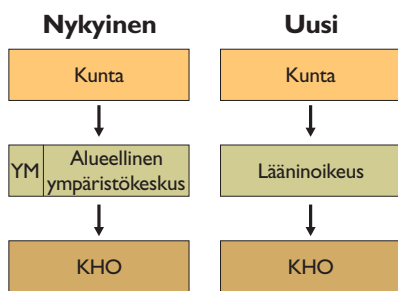 Nykyinen
Uusi
Kunta
Kunta
YM
Alueellinen
ympäristökeskus
Lääninoikeus
KHO
KHO